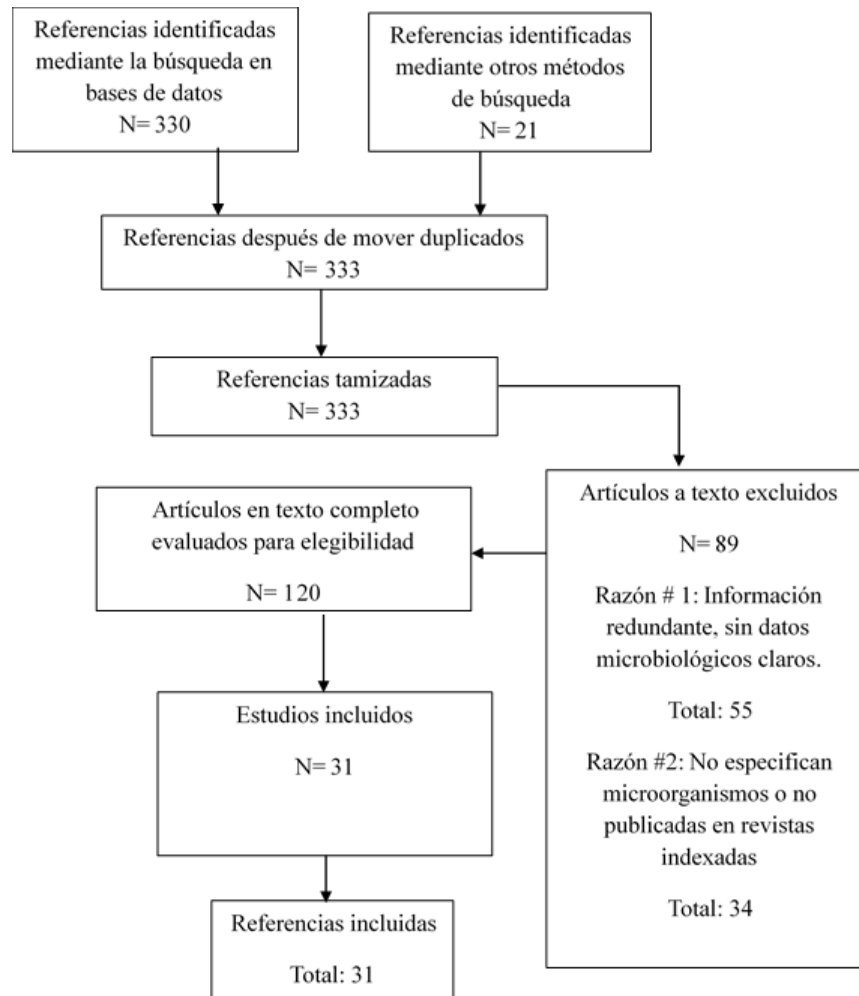 Referencias identificadas
mediante la búsqueda en
bases de datos
N= 330
Referencias identificadas
mediante otros métodos
de búsqueda
N= 21
Referencias después de mover duplicados
N= 333
Referencias tamizadas
N= 333
Artículos a texto excluidos
N= 89
Razón # 1: Información
redundante, sin datos
microbiológicos claros.
Total: 55
Razón #2: No especifican
microorganismos o no
publicadas en revistas
indexadas
Total: 34
Artículos en texto completo
evaluados para elegibilidad
N= 120
Estudios incluidos
N= 31
Referencias incluidas
Total: 31